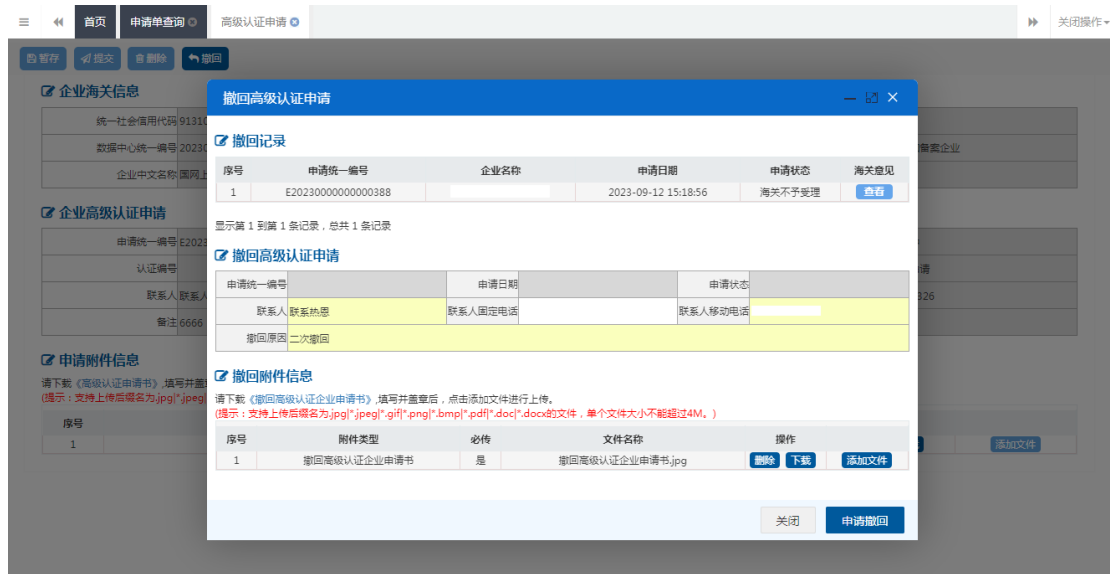 首页 申请单查询 高级认证申请 关闭操作
暂存 提交 删除 撤回
企业海关信息
统一社会信用代码 9131
数据中心统一编号 2023 备案企业
企业中文名称 国网上
企业高级认证申请
申请统一编号 E2023
认证编号 请
联系人 联系人 326
备注 6666
申请附件信息
请下载《高级认证申请书》,填写并盖章
(提示：支持上传后缀名为.jpg|*.jpeg|
序号
1 添加文件
撤回高级认证申请
撤回记录
序号 申请统一编号 企业名称 申请日期 申请状态 海关意见
1 E20230000000000388 2023-09-12 15:18:56 海关不予受理 查看
显示第 1 到第 1 条记录，总共 1 条记录
撤回高级认证申请
申请统一编号 申请日期 申请状态
联系人 联系热恩 联系人固定电话 联系人移动电话
撤回原因 二次撤回
撤回附件信息
请下载《撤回高级认证企业申请书》,填写并盖章后，点击添加文件进行上传。
(提示：支持上传后缀名为.jpg|*.jpeg|*.gif|*.png|*.bmp|*.pdf|*.doc|*.docx的文件，单个文件大小不能超过4M。)
序号 附件类型 必传 文件名称 操作
1 撤回高级认证企业申请书 是 撤回高级认证企业申请书.jpg 删除 下载 添加文件
关闭 申请撤回